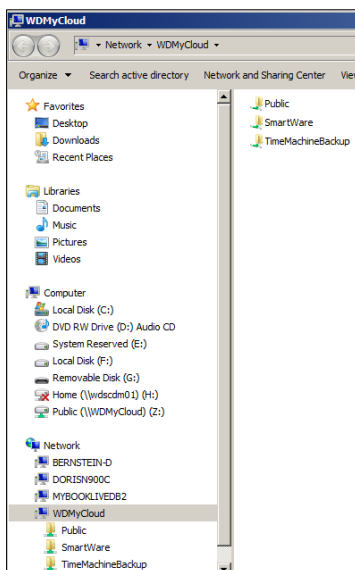 WDMyCloud
Network WDMyCloud
Organize Search active directory Network and Sharing Center Vie
Favorites
Desktop
Downloads
Recent Places
Libraries
Documents
Music
Pictures
Videos
Computer
Local Disk (C:)
DVD RW Drive (D:) Audio CD
System Reserved (E:)
Local Disk (F:)
Removable Disk (G:)
Home (\\wdscdm01) (H:)
Public (\\WDMyCloud) (Z:)
Network
BERNSTEIN-D
DORISN900C
MYBOOKLIVEDB2
WDMyCloud
Public
SmartWare
TimeMachineBackup
Public
SmartWare
TimeMachineBackup